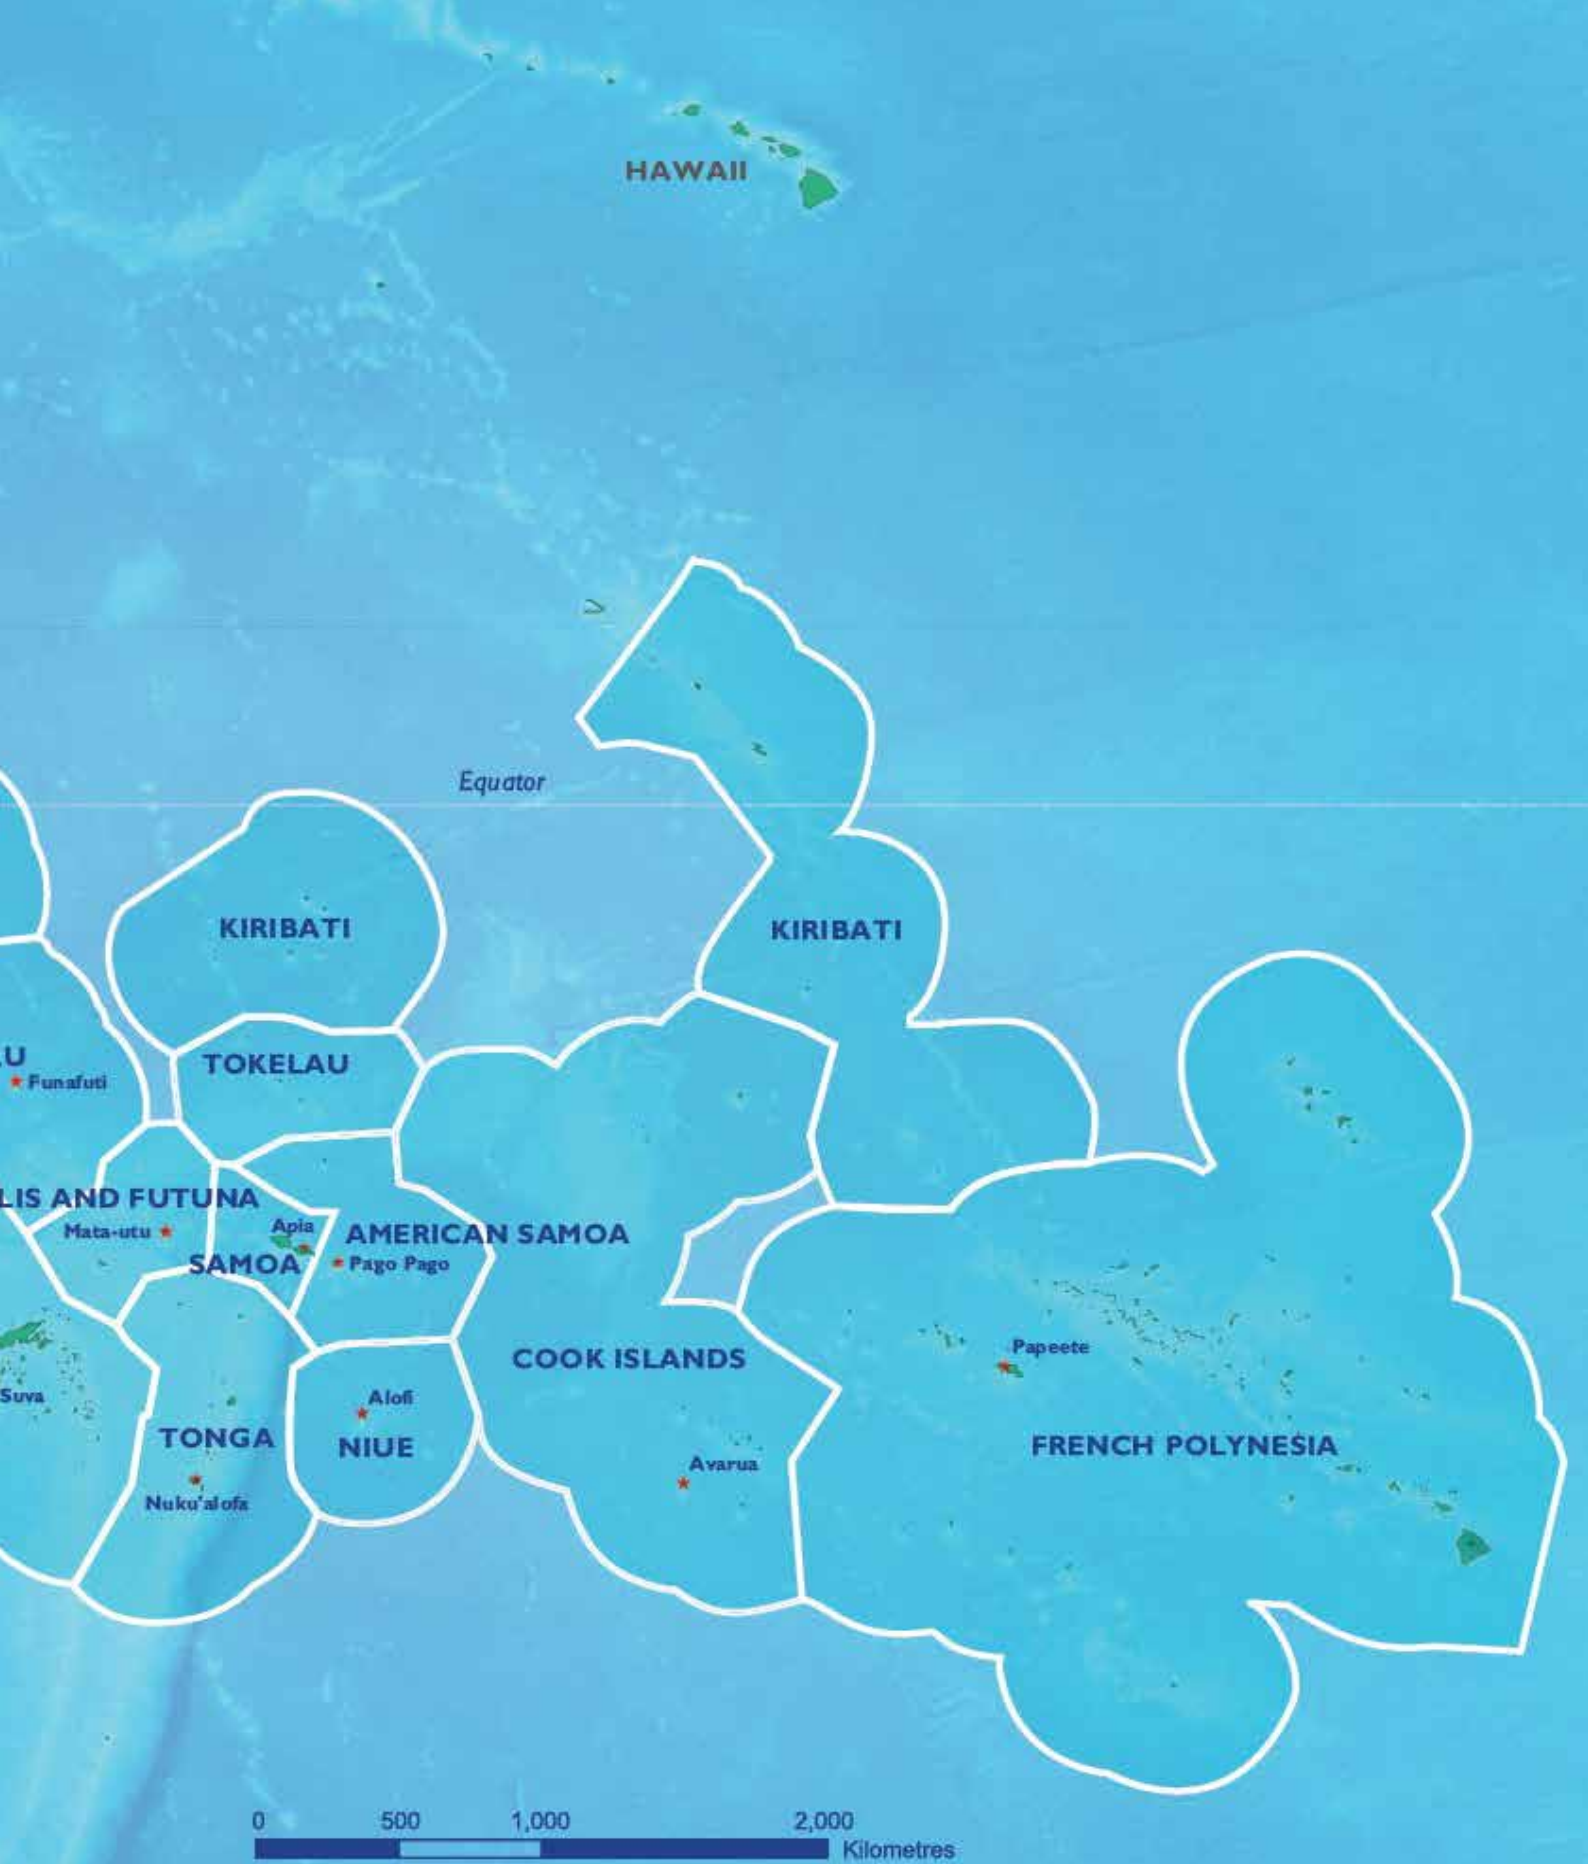 HAWAII
Equator
KIRIBATI
KIRIBATI
LU
TOKELAU
Funafuti
LIS AND FUTUNA
Mata-utu
Apia
AMERICAN SAMOA
SAMOA
Pago Pago
COOK ISLANDS
Papeete
Suva
Alofi
TONGA
NIUE
FRENCH POLYNESIA
Avarua
Nuku'alofa
0 500 1,000 2,000
Kilometres